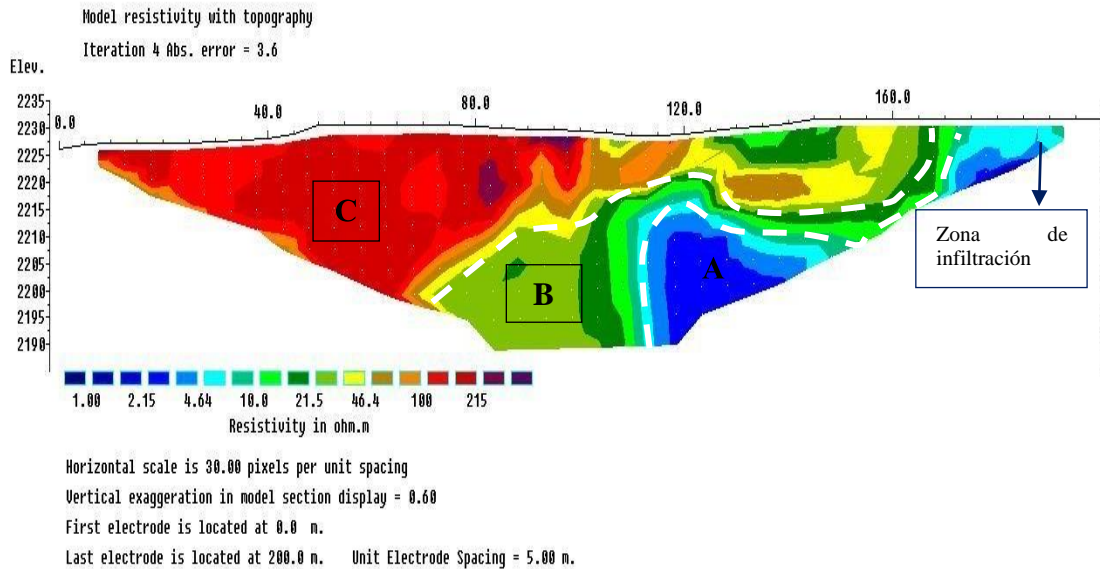 Model resistivity with topography
Iteration 4 Abs. error = 3.6
Elev.
2235
2230
2225
2220
2215
2210
2205
2200
2195
2190
0.0
40.0
80.0
120.0
160.0
C
B
A
Zona de
infiltración
1.00 2.15 4.64 10.0 21.5 46.4 100 215
Resistivity in ohm.m
Horizontal scale is 30.00 pixels per unit spacing
Vertical exaggeration in model section display = 0.60
First electrode is located at 0.0 m.
Last electrode is located at 200.0 m. Unit Electrode Spacing = 5.00 m.